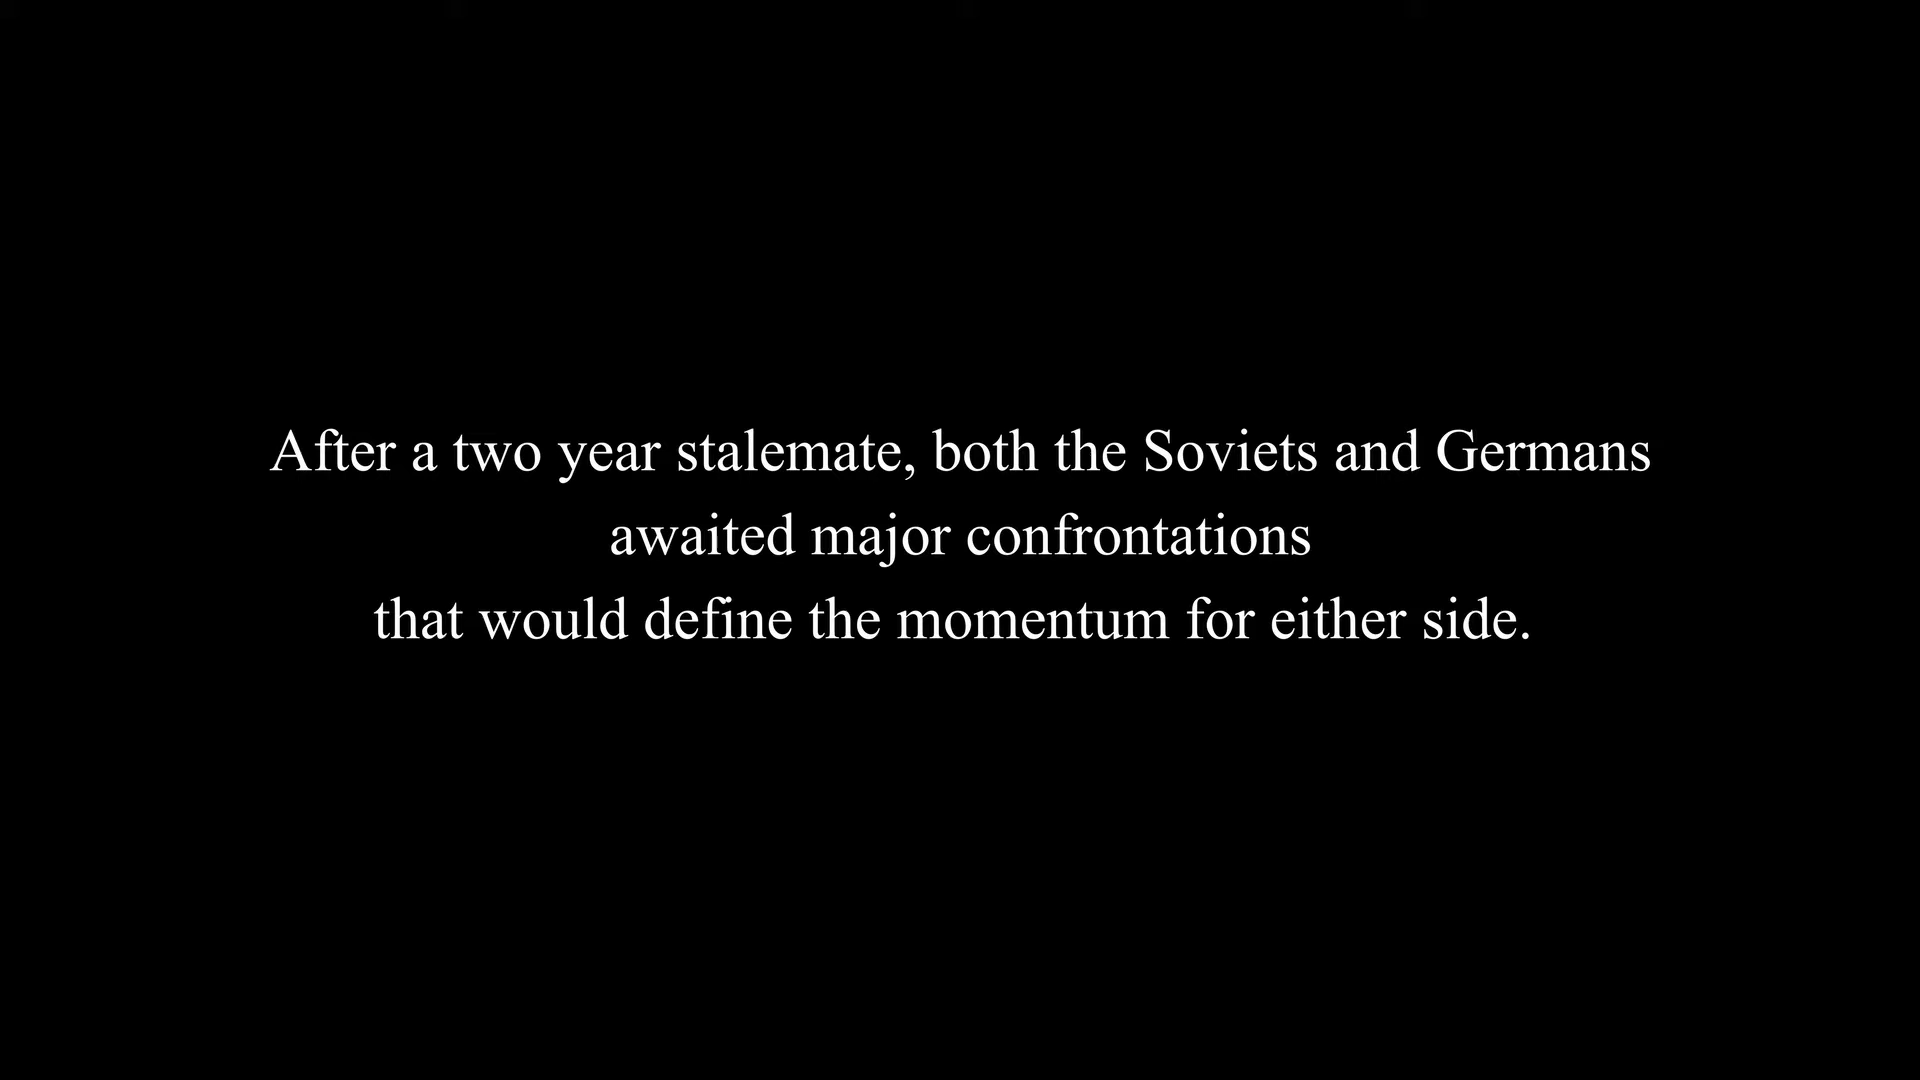 After a two year stalemate, both the Soviets and Germans
awaited major confrontations
that would define the momentum for either side.